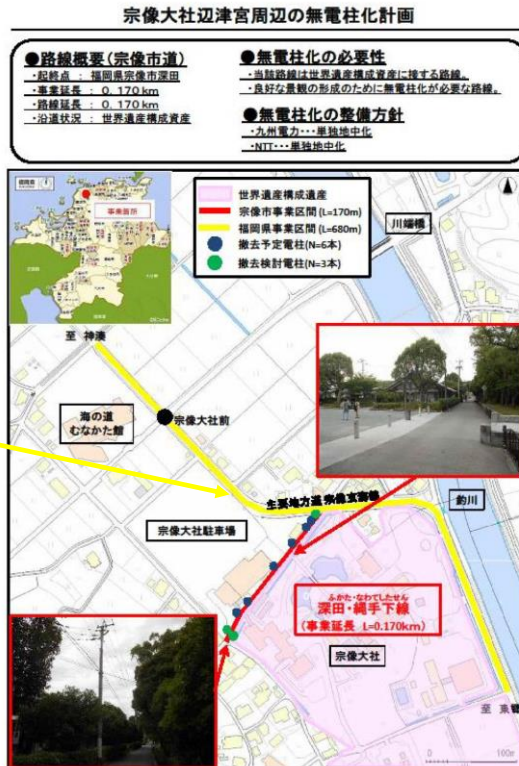 宗像大社辺津宮周辺の無電柱化計画
●路線概要(宗像市道)
・起終点 : 福岡県宗像市深田
・事業延長 : 0.170km
・路線延長 : 0.170km
・沿道状況 : 世界遺産構成資産
●無電柱化の必要性
・当該路線は世界遺産構成資産に接する路線。
・良好な景観の形成のために無電柱化が必要な路線。
●無電柱化の整備方針
・九州電力・・・単独地中化
・NTT・・・単独地中化
事業箇所
世界遺産構成遺産
宗像市事業区間(L=170m)
福岡県事業区間(L=680m)
撤去予定電柱(N=6本)
撤去検討電柱(N=3本)
川端橋
至 神湊
海の道
むなかた館
宗像大社前
主要地方道
釣川
宗像大社駐車場
ふかた・なわてしたせん
深田・縄手下線
(事業延長 L=0.170km)
宗像大社
100m